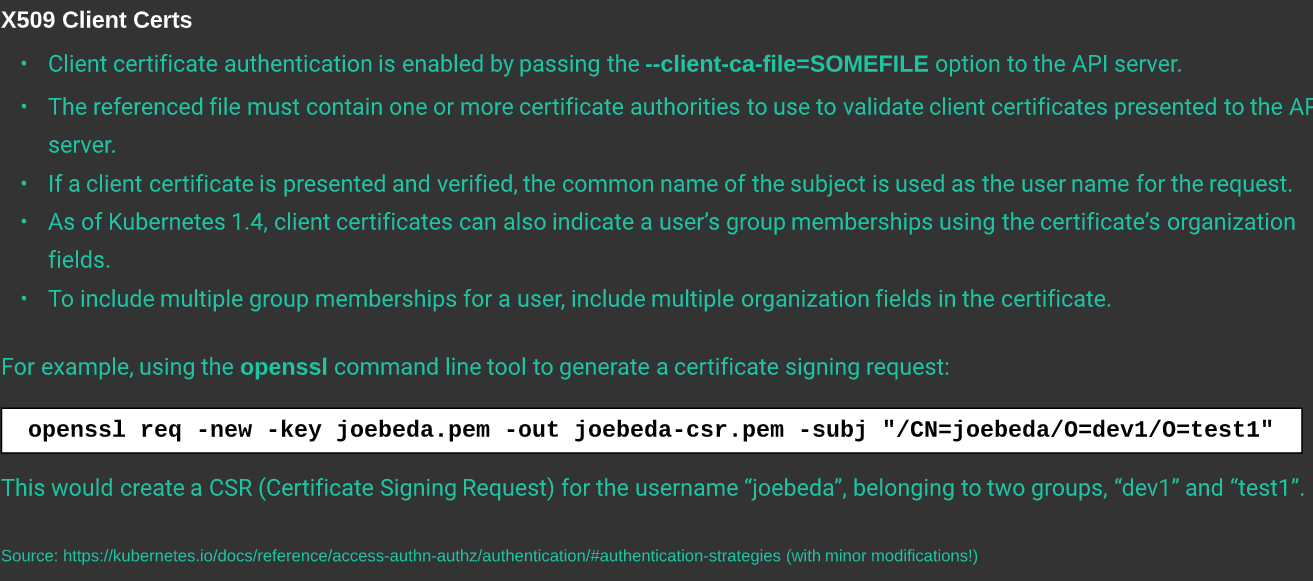 X509 Client Certs
• Client certificate authentication is enabled by passing the --client-ca-file=SOMEFILE option to the API server.
• The referenced file must contain one or more certificate authorities to use to validate client certificates presented to the AP
server.
• If a client certificate is presented and verified, the common name of the subject is used as the user name for the request.
• As of Kubernetes 1.4, client certificates can also indicate a user’s group memberships using the certificate’s organization
fields.
• To include multiple group memberships for a user, include multiple organization fields in the certificate.
For example, using the openssl command line tool to generate a certificate signing request:
openssl req -new -key joebeda.pem -out joebeda-csr.pem -subj "/CN=joebeda/O=dev1/O=test1"
This would create a CSR (Certificate Signing Request) for the username “joebeda”, belonging to two groups, “dev1” and “test1”.
Source: https://kubernetes.io/docs/reference/access-authn-authz/authentication/#authentication-strategies (with minor modifications!)